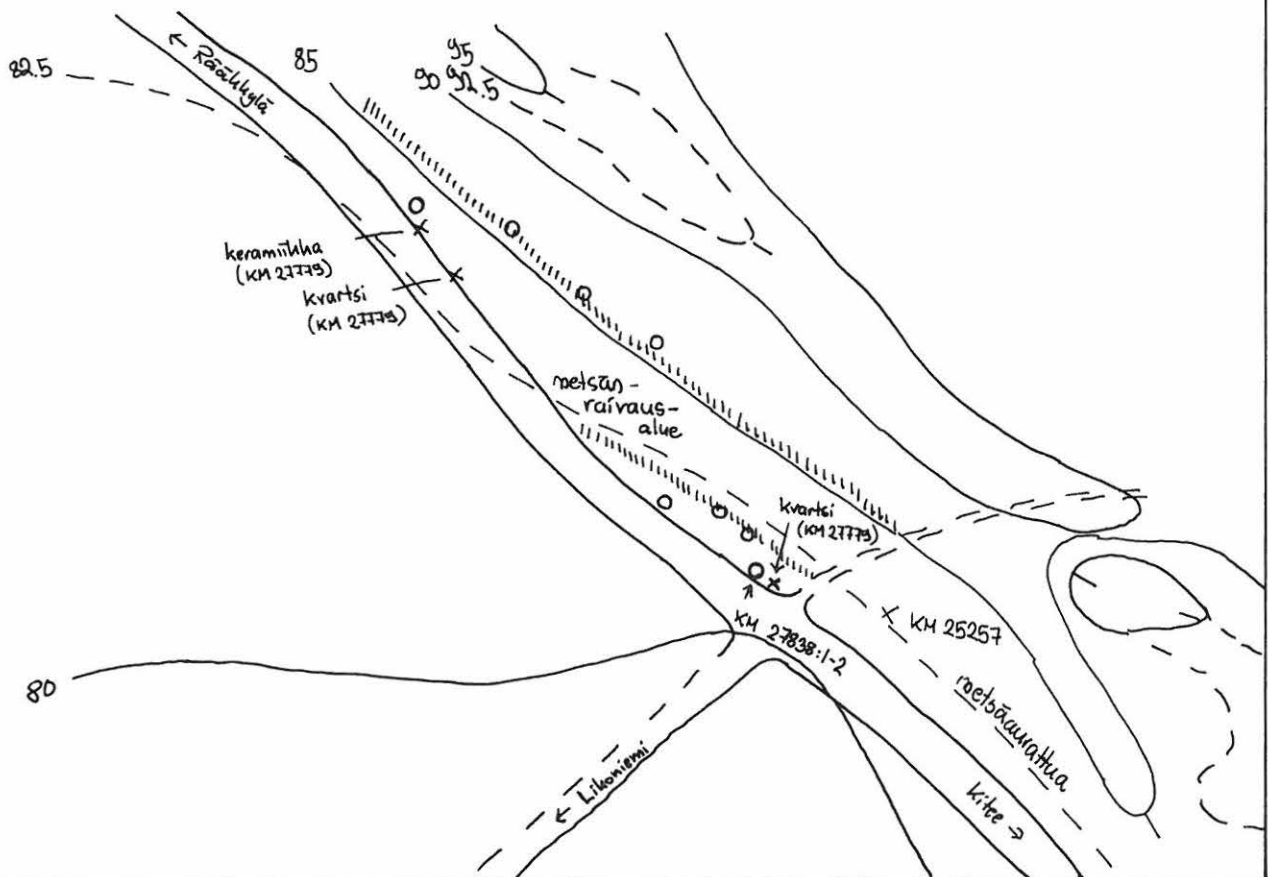 ← Rääkkylä
82.5
85
95
90 92.5
keramiikka
(KM 27779)
kvartsi
(KM 27779)
metsän-
raivaus-
alue
kvartsi
(KM 27779)
KM 27838:1-2
KM 25257
metsäaurattua
80
← Likoniemi
Kitee →